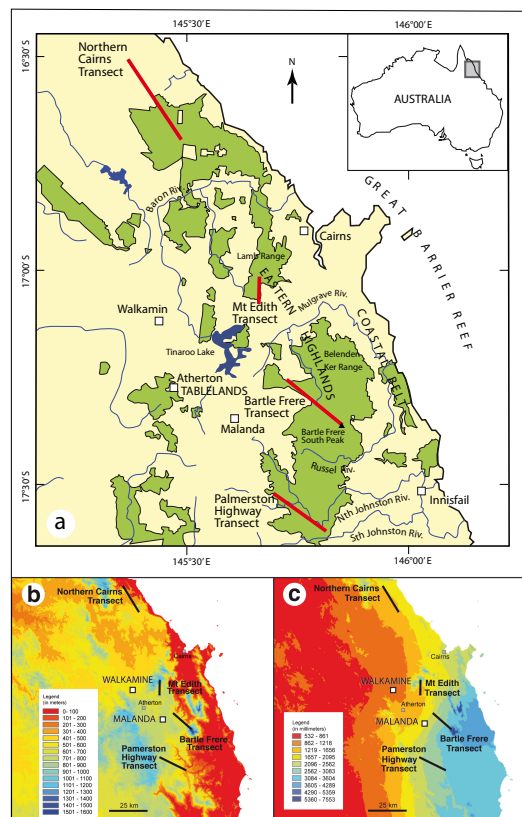 145'30'E
146'00'E
16'30'S
Northern
Cairns
Transect
N
AUSTRALIA
GREAT BARRIER REEF
Baron Riv.
Cairns
Lamb Range
17'00'S
EASTERN HIGHLANDS
Mt Edith
Transect
Mulgrave Riv.
COASTAL BELT
Walkamin
Tinaroo Lake
Belenden
Ker Range
Atherton
TABLELANDS
Bartle Frere
Transect
Malanda
Bartle Frere
South Peak
Russel Riv.
17'30'S
Palmerston
Highway
Transect
Innisfail
Nth Johnston Riv.
Sth Johnston Riv.
a
145'30'E
146'00'E
b
Northern Cairns
Transect
Cairns
WALKAMINE
Mt Edith
Transect
Atherton
MALANDA
Bartle Frere
Transect
Pamerston
Highway
Transect
Legend
(in meters)
0- 100
101 - 200
201 - 300
301 - 400
401 - 500
501 - 600
601 - 700
701 - 800
801 - 900
901 - 1000
1001 - 1100
1101 - 1200
1201 - 1300
1301 - 1400
1401 - 1500
1501 - 1600
25 km
c
Northern Cairns
Transect
Cairns
WALKAMINE
Mt Edith
Transect
Atherton
MALANDA
Pamerston
Highway
Transect
Bartle Frere
Transect
Legend
(in millimeters)
532 - 861
862 - 1218
1219 - 1656
1657 - 2095
2096 - 2562
2562 - 3083
3084 - 3604
3605 - 4289
4290 - 5359
5360 - 7553
25 km